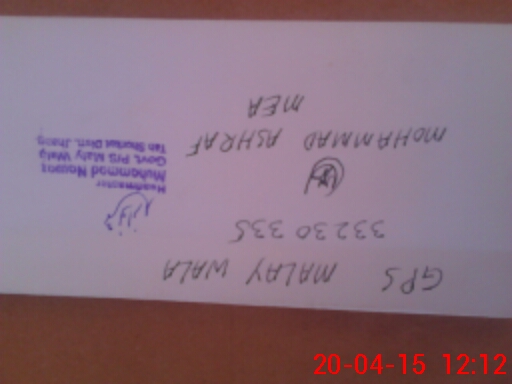 GPS MALAY WALA
33230335
MOHAMMAD ASHRAF
MEA
Headmaster
Muhammad Nawaz
Govt. P/S Maly Wala
Teh Shorkot Distt. Jhang
20-04-15 12:12